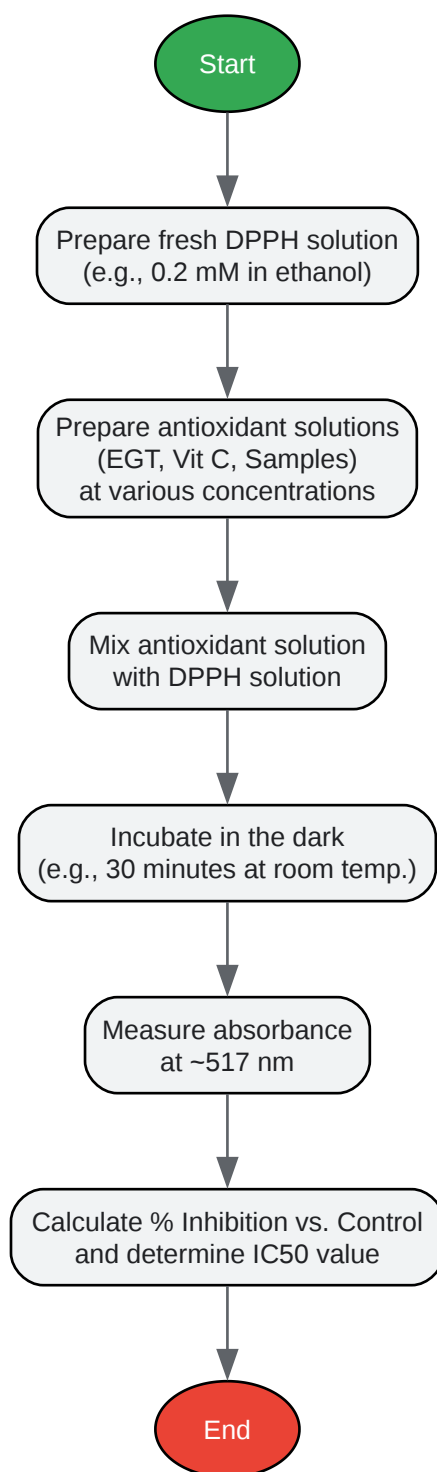 Start
Prepare fresh DPPH solution
(e.g., 0.2 mM in ethanol)
Prepare antioxidant solutions
(EGT, Vit C, Samples)
at various concentrations
Mix antioxidant solution
with DPPH solution
Incubate in the dark
(e.g., 30 minutes at room temp.)
Measure absorbance
at ~517 nm
Calculate % Inhibition vs. Control
and determine IC50 value
End